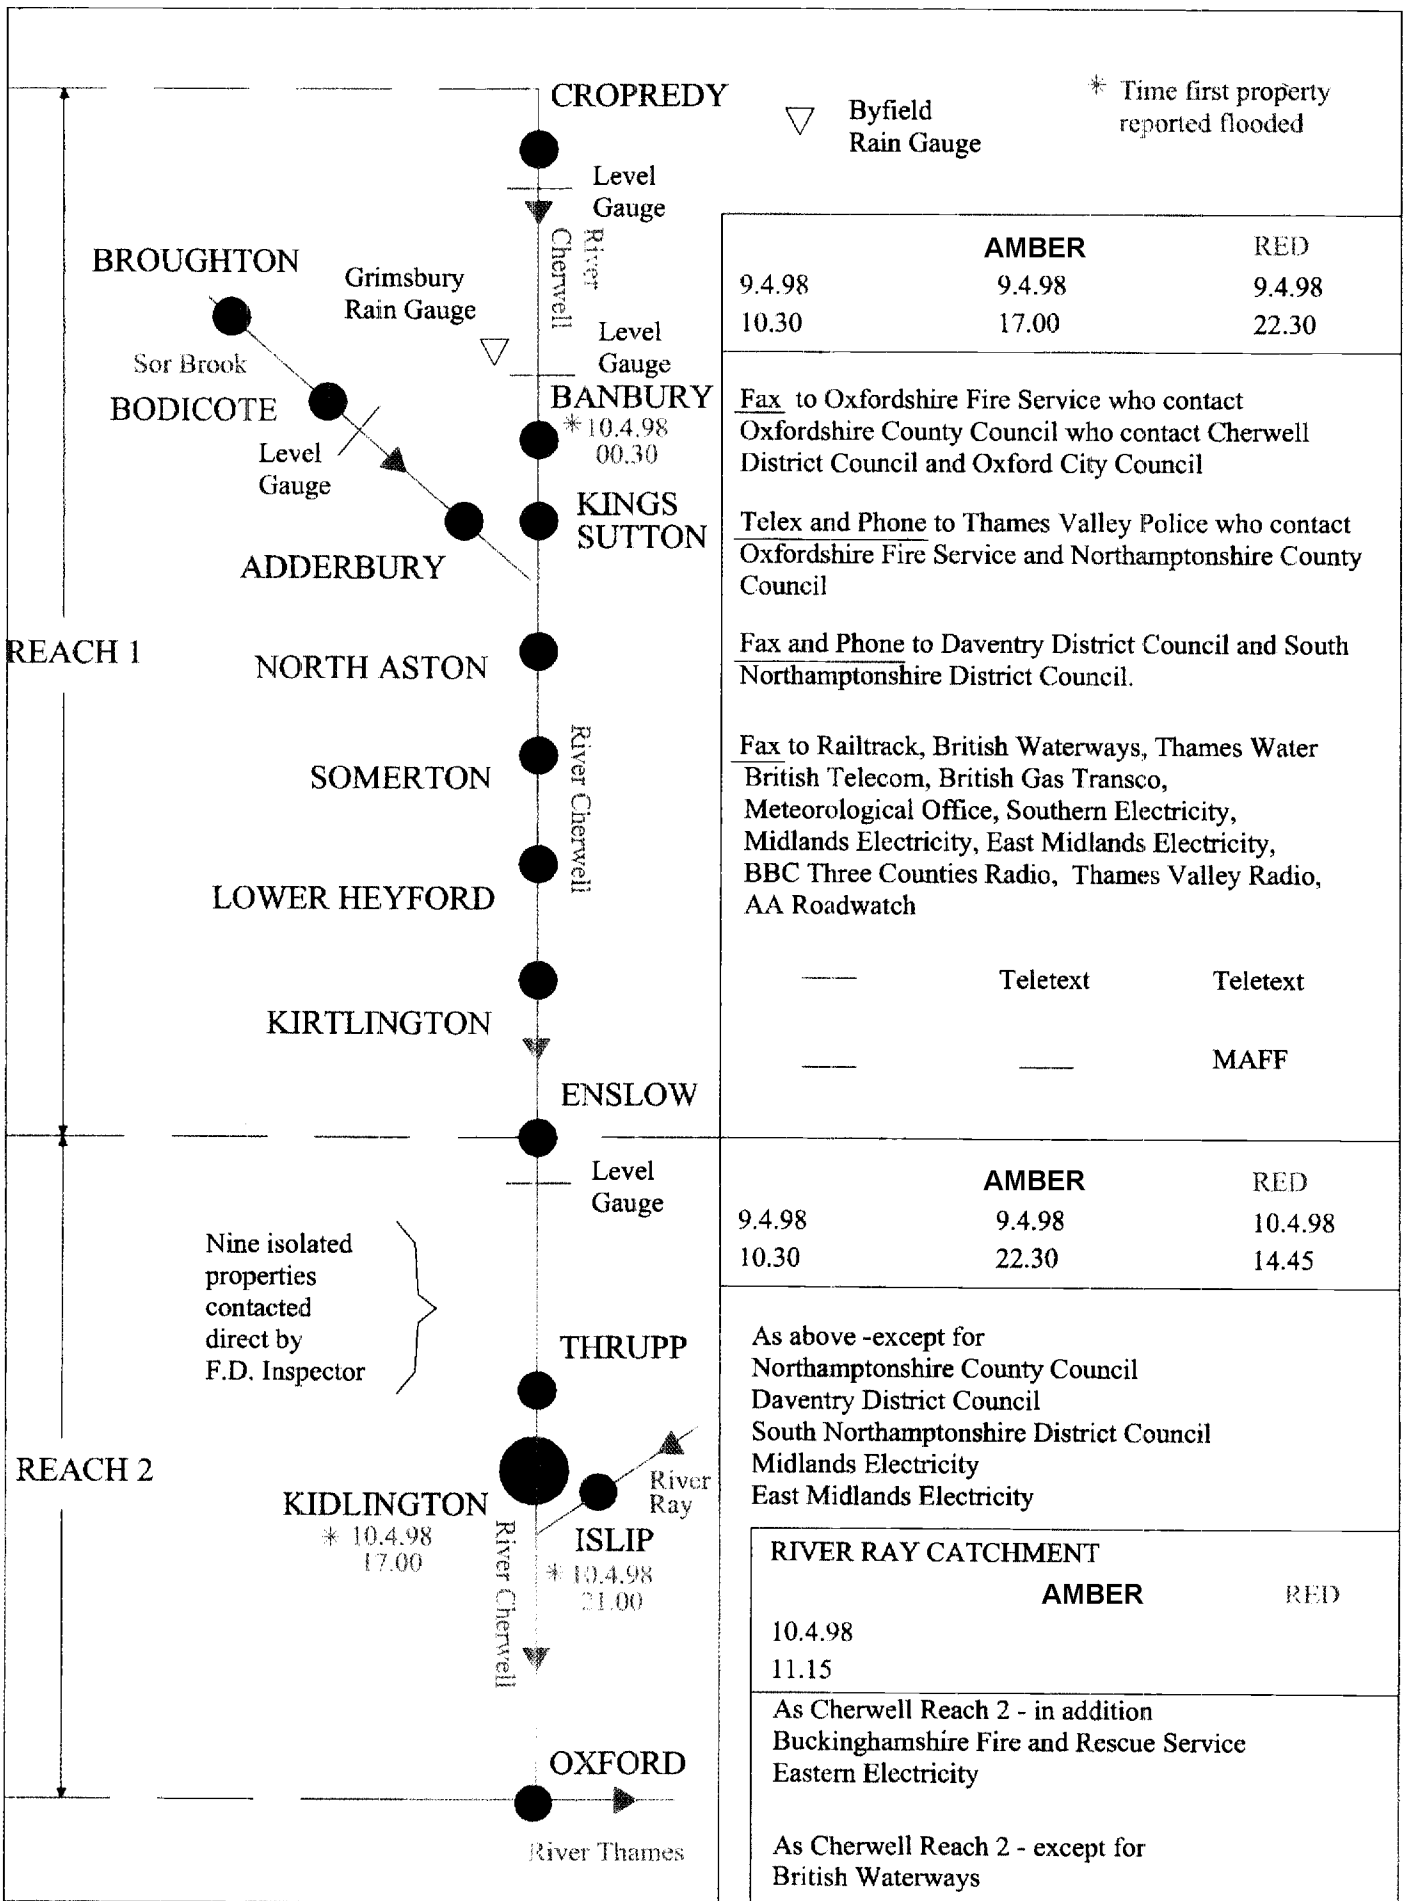 CROPREDY
Byfield
Rain Gauge
* Time first property
reported flooded
Level
Gauge
River
Cherwell
BROUGHTON
Grimsbury
Rain Gauge
Level
Gauge
Sor Brook
BODICOTE
BANBURY
* 10.4.98
00.30
Level
Gauge
KINGS
SUTTON
ADDERBURY
REACH 1
NORTH ASTON
SOMERTON
River Cherwell
LOWER HEYFORD
KIRTLINGTON
ENSLOW
AMBER RED
9.4.98 9.4.98 9.4.98
10.30 17.00 22.30
Fax to Oxfordshire Fire Service who contact
Oxfordshire County Council who contact Cherwell
District Council and Oxford City Council
Telex and Phone to Thames Valley Police who contact
Oxfordshire Fire Service and Northamptonshire County
Council
Fax and Phone to Daventry District Council and South
Northamptonshire District Council.
Fax to Railtrack, British Waterways, Thames Water
British Telecom, British Gas Transco,
Meteorological Office, Southern Electricity,
Midlands Electricity, East Midlands Electricity,
BBC Three Counties Radio, Thames Valley Radio,
AA Roadwatch
Teletext Teletext
MAFF
Level
Gauge
Nine isolated
properties
contacted
direct by
F.D. Inspector
THRUPP
REACH 2
KIDLINGTON
* 10.4.98
17.00
River
Ray
ISLIP
* 10.4.98
21.00
River Cherwell
OXFORD
River Thames
AMBER RED
9.4.98 9.4.98 10.4.98
10.30 22.30 14.45
As above -except for
Northamptonshire County Council
Daventry District Council
South Northamptonshire District Council
Midlands Electricity
East Midlands Electricity
RIVER RAY CATCHMENT
AMBER RED
10.4.98
11.15
As Cherwell Reach 2 - in addition
Buckinghamshire Fire and Rescue Service
Eastern Electricity
As Cherwell Reach 2 - except for
British Waterways